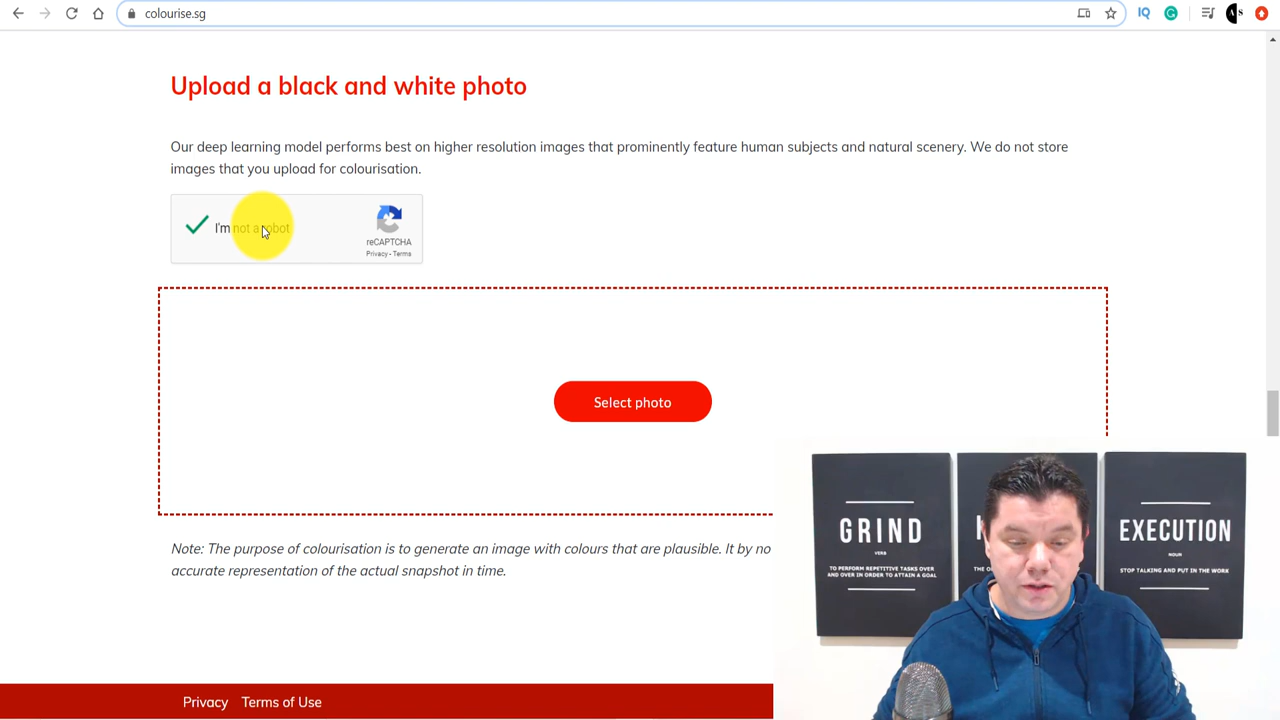 colourise.sg
Upload a black and white photo
Our deep learning model performs best on higher resolution images that prominently feature human subjects and natural scenery. We do not store
images that you upload for colourisation.
I'm not a robot
reCAPTCHA
Privacy - Terms
Select photo
Note: The purpose of colourisation is to generate an image with colours that are plausible. It by no
accurate representation of the actual snapshot in time.
GRIND
VERB
TO PERFORM REPETITIVE TASKS OVER
AND OVER IN ORDER TO ATTAIN A GOAL
EXECUTION
NOUN
STOP TALKING AND PUT IN THE WORK
Privacy Terms of Use